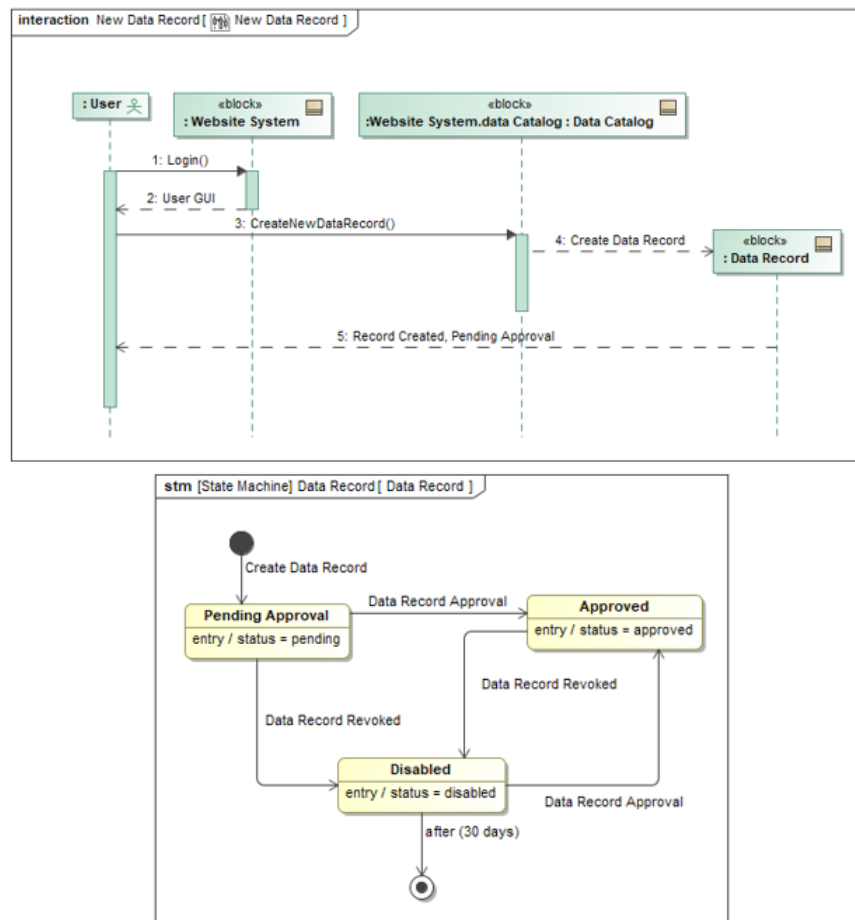 interaction New Data Record[ New Data Record ]
: User
«block»
: Website System
«block»
:Website System.data Catalog : Data Catalog
1: Login()
2: User GUI
3: CreateNewDataRecord()
4: Create Data Record
«block»
: Data Record
5: Record Created, Pending Approval
stm [State Machine] Data Record[ Data Record ]
Create Data Record
Pending Approval
entry / status = pending
Data Record Approval
Approved
entry / status = approved
Data Record Revoked
Data Record Revoked
Disabled
entry / status = disabled
Data Record Approval
after (30 days)